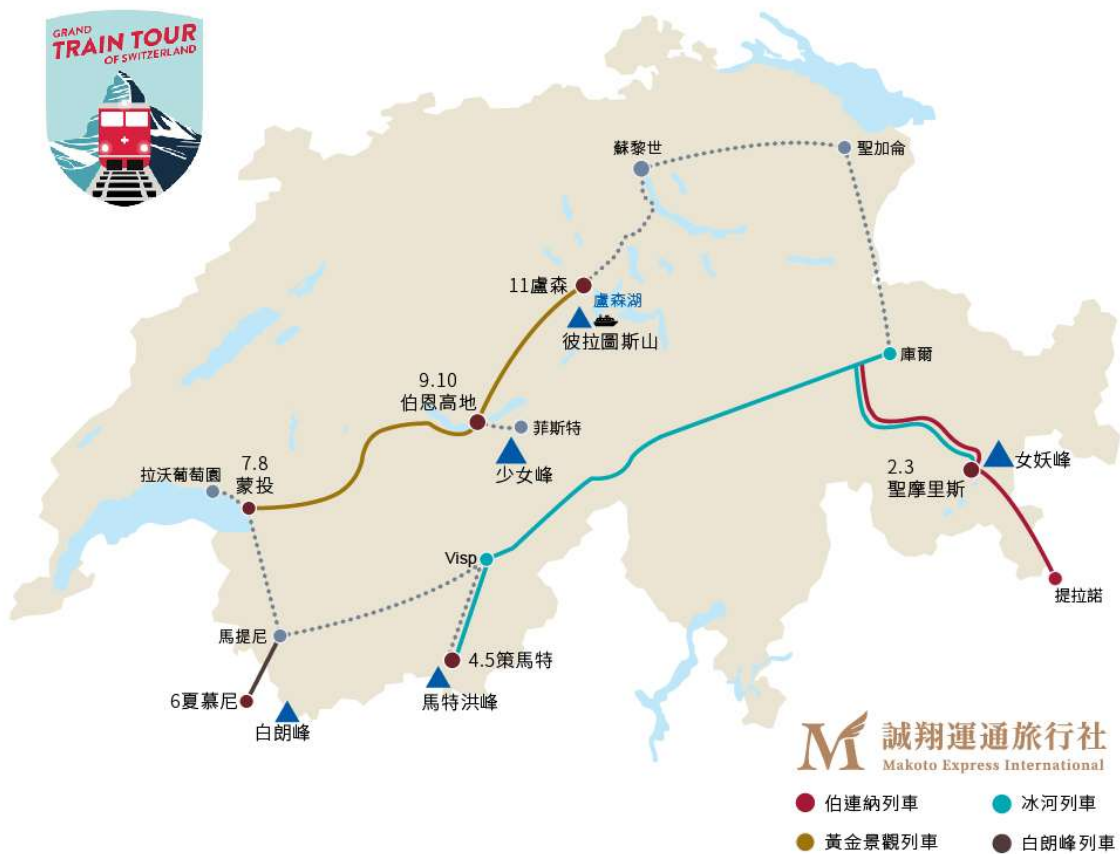 GRAND
TRAIN TOUR
OF SWITZERLAND
蘇黎世
聖加侖
11盧森
盧森湖
彼拉圖斯山
庫爾
9.10
伯恩高地
菲斯特
少女峰
女妖峰
2.3
聖摩里斯
拉沃葡萄園
7.8
蒙投
Visp
提拉諾
馬提尼
4.5策馬特
馬特洪峰
6夏慕尼
白朗峰
M 誠翔運通旅行社
Makoto Express International
伯連納列車
冰河列車
黃金景觀列車
白朗峰列車